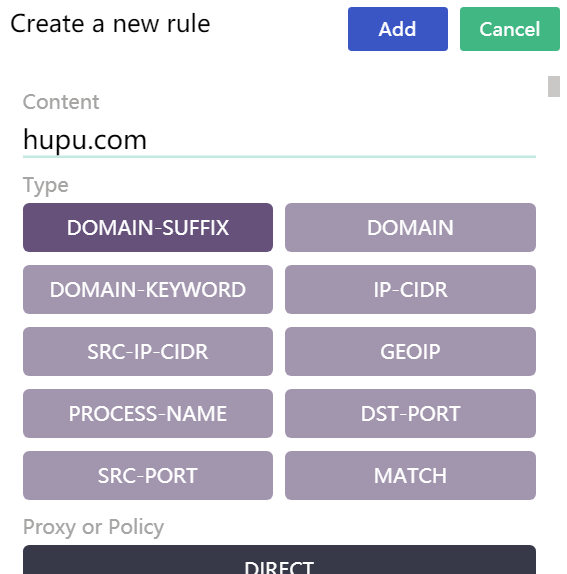 Create a new rule
Add
Cancel
Content
hupu.com
Type
DOMAIN-SUFFIX
DOMAIN
DOMAIN-KEYWORD
IP-CIDR
SRC-IP-CIDR
GEOIP
PROCESS-NAME
DST-PORT
SRC-PORT
MATCH
Proxy or Policy
DIRECT